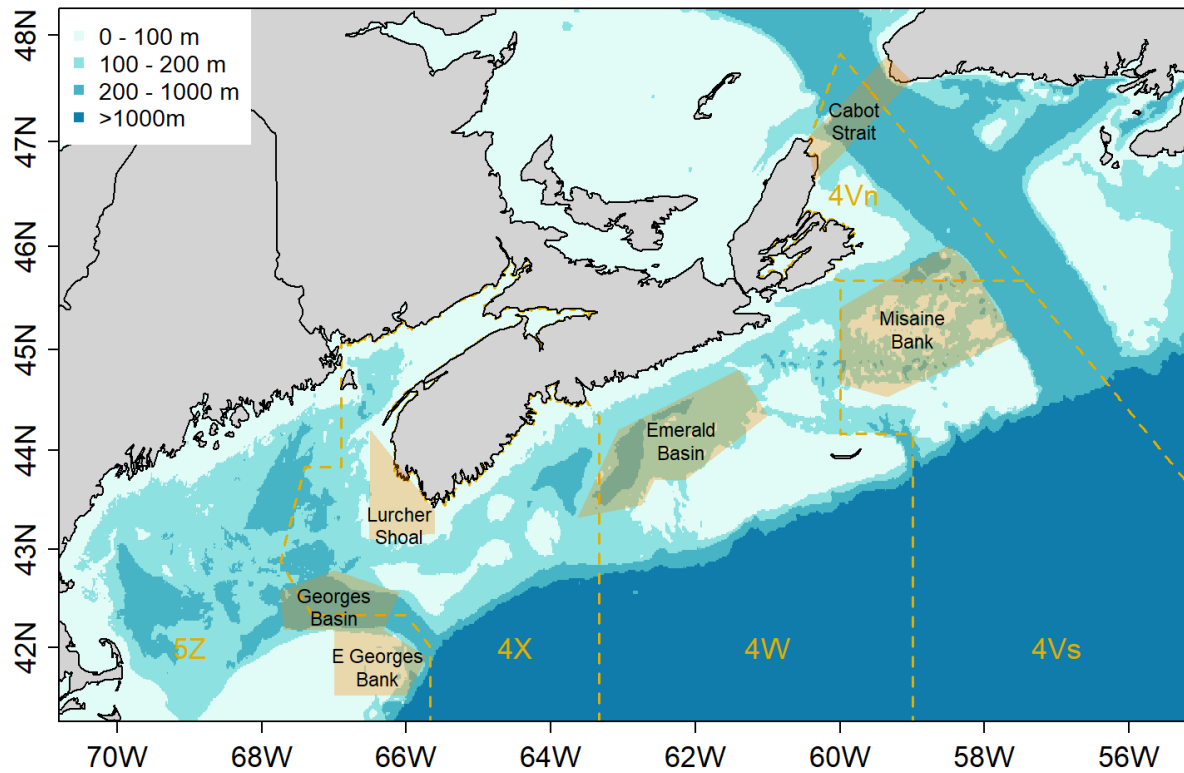 48N
47N
46N
45N
44N
43N
42N
0 - 100 m
100 - 200 m
200 - 1000 m
>1000m
Cabot
Strait
4Vn
Misaine
Bank
Emerald
Basin
Lurcher
Shoal
Georges
Basin
E Georges
Bank
5Z
4X
4W
4Vs
70W
68W
66W
64W
62W
60W
58W
56W